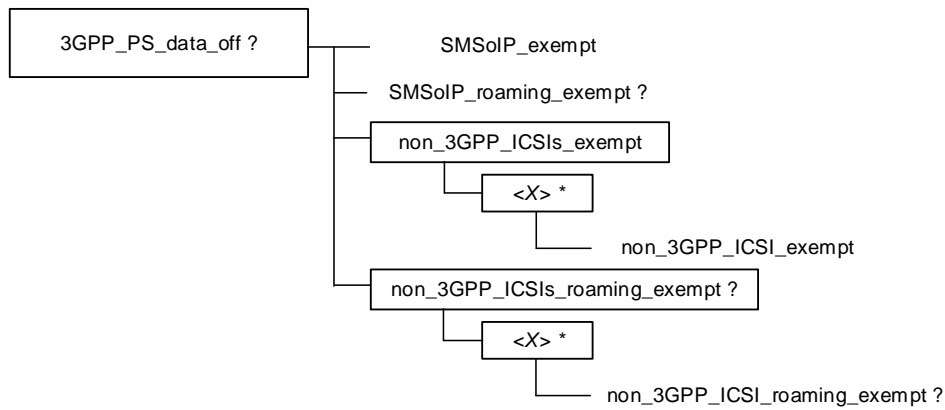 3GPP_PS_data_off ?
SMSoIP_exempt
SMSoIP_roaming_exempt ?
non_3GPP_ICSIs_exempt
<X> *
non_3GPP_ICSI_exempt
non_3GPP_ICSIs_roaming_exempt ?
<X> *
non_3GPP_ICSI_roaming_exempt ?